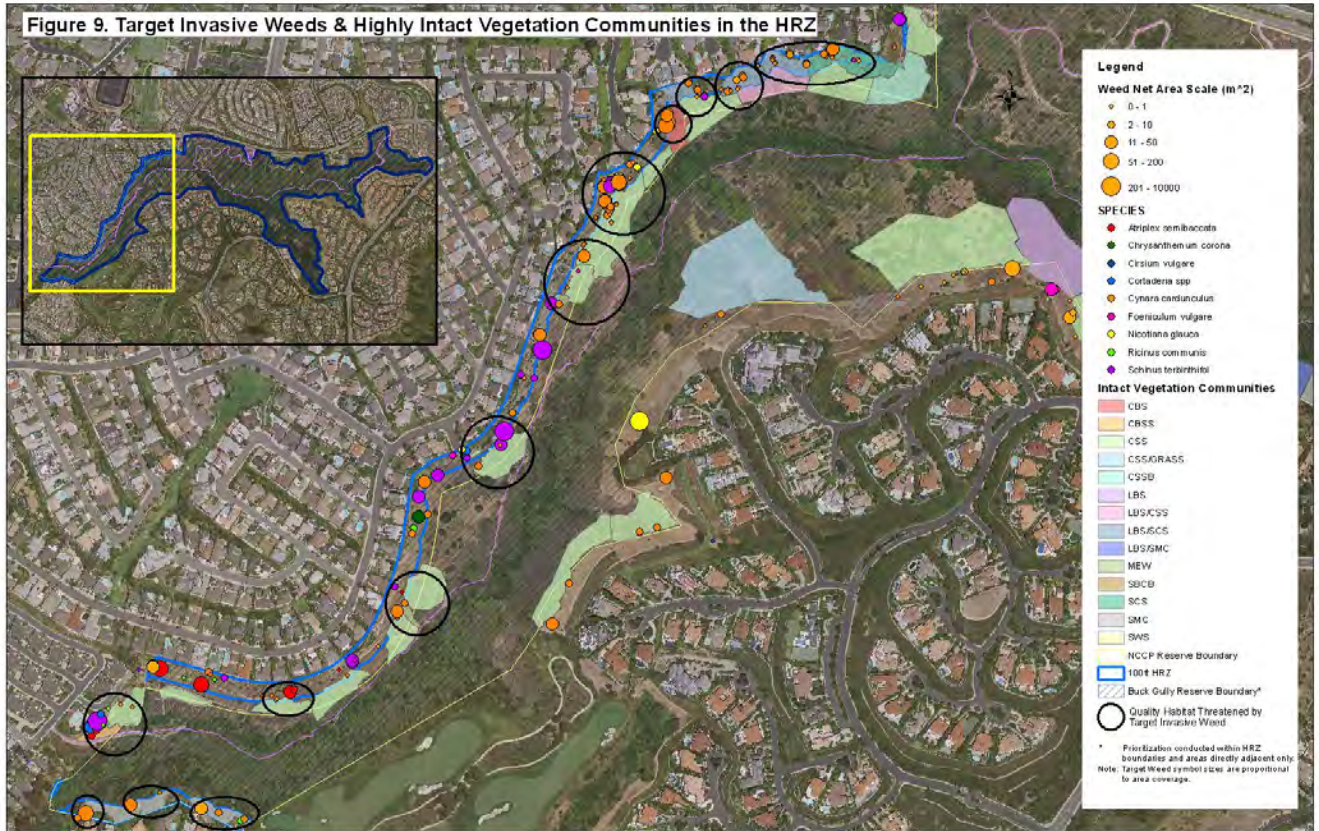 Figure 9. Target Invasive Weeds & Highly Intact Vegetation Communities in the HRZ
Legend
Weed Net Area Scale (m^2)
0 - 1
2 - 10
11 - 50
51 - 200
201 - 10000
SPECIES
Atriplex semibaccata
Chrysanthemum corona
Cirsium vulgare
Cortaderia spp
Cynara cardunculus
Foeniculum vulgare
Nicotiana glauca
Ricinus communis
Schinus terbinthifol
Intact Vegetation Communities
CBS
CBSS
CSS
CSS/GRASS
CSSB
LBS
LBS/CSS
LBS/SCS
LBS/SMC
MEW
SBCB
SCS
SMC
SWS
NCCP Reserve Boundary
100ft HRZ
Buck Gully Reserve Boundary*
Quality Habitat Threatened by
Target Invasive Weed
* Prioritization conducted within HRZ
boundaries and areas directly adjacent only.
Note: Target Weed symbol sizes are proportional
to area coverage.